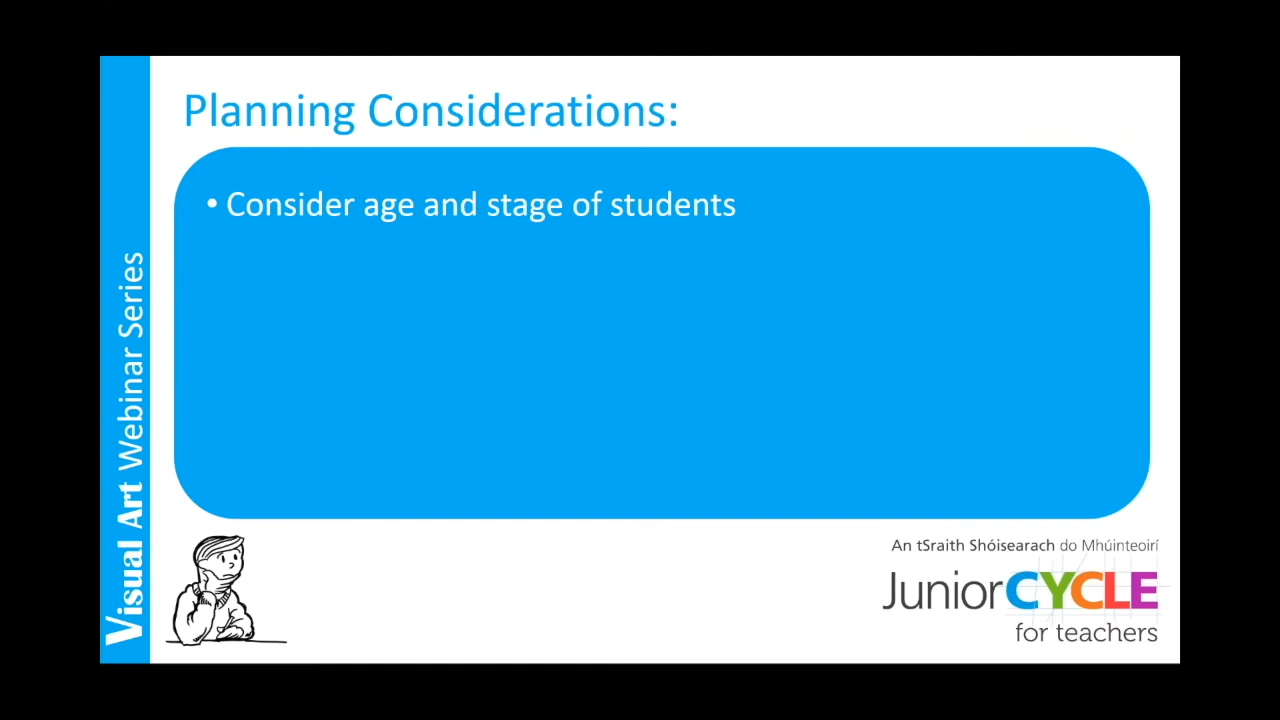 Planning Considerations:
• Consider age and stage of students
Visual Art Webinar Series
An tSraith Shóisearach do Mhúinteoirí
JuniorCYCLE
for teachers